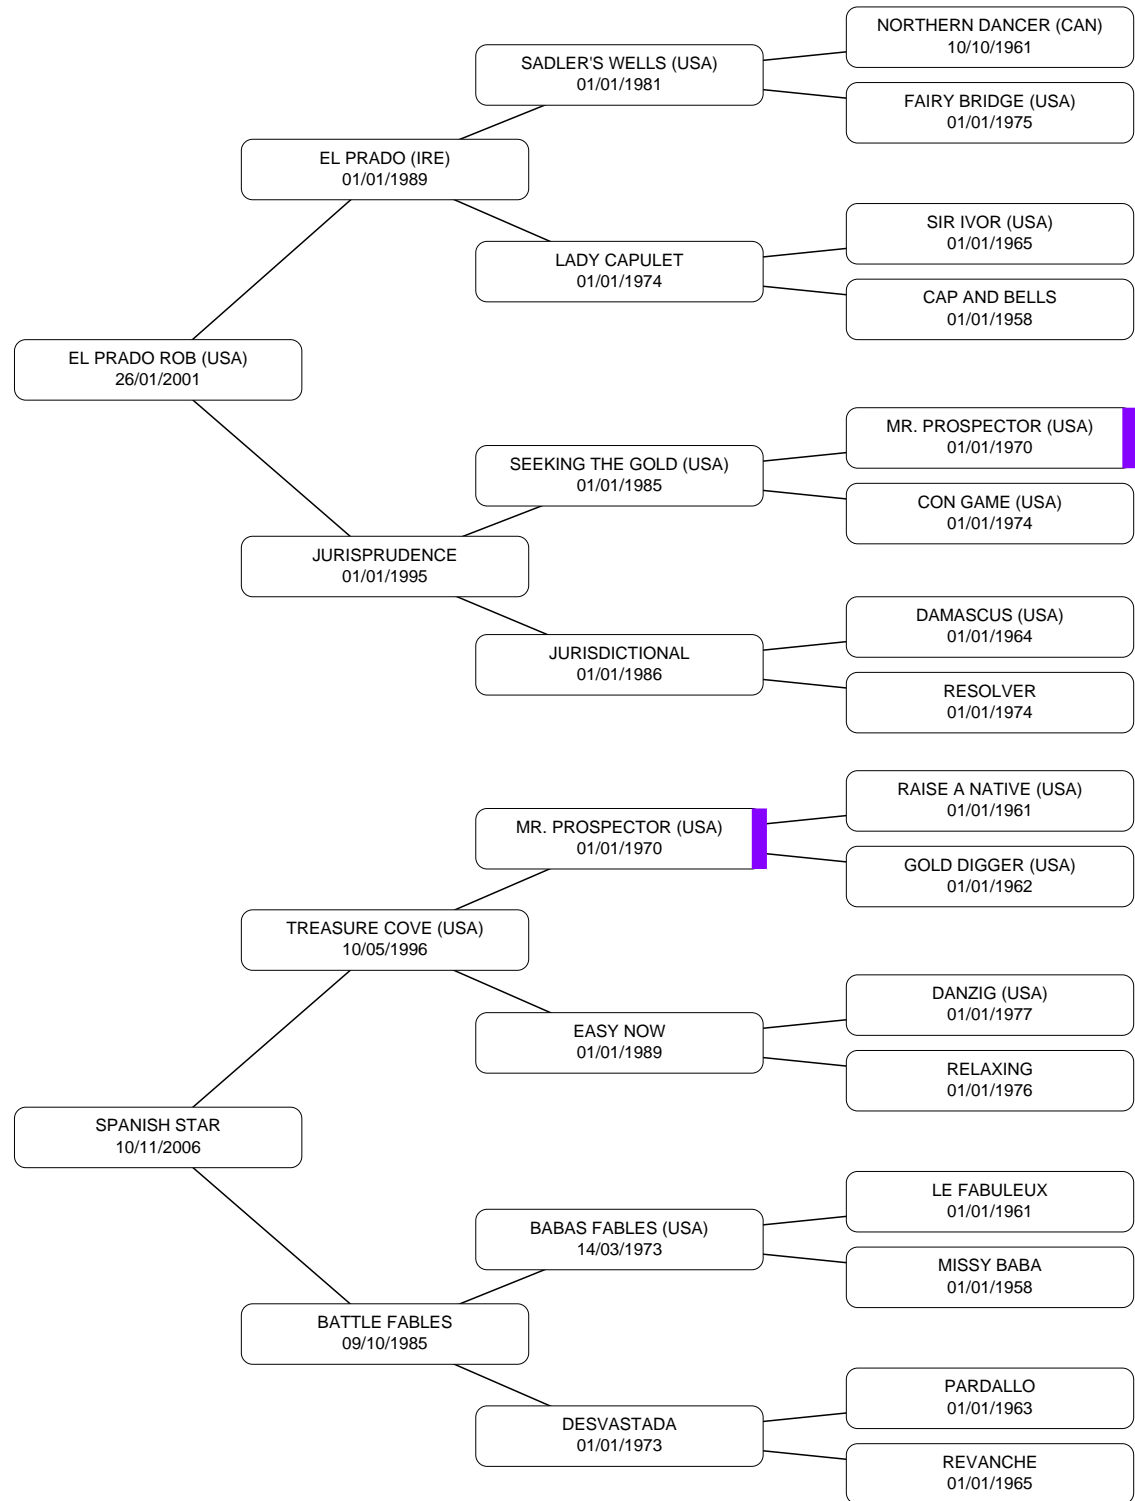 NORTHERN DANCER (CAN)
10/10/1961
SADLER'S WELLS (USA)
01/01/1981
FAIRY BRIDGE (USA)
01/01/1975
EL PRADO (IRE)
01/01/1989
SIR IVOR (USA)
01/01/1965
LADY CAPULET
01/01/1974
CAP AND BELLS
01/01/1958
EL PRADO ROB (USA)
26/01/2001
MR. PROSPECTOR (USA)
01/01/1970
SEEKING THE GOLD (USA)
01/01/1985
CON GAME (USA)
01/01/1974
JURISPRUDENCE
01/01/1995
DAMASCUS (USA)
01/01/1964
JURISDICTIONAL
01/01/1986
RESOLVER
01/01/1974
RAISE A NATIVE (USA)
01/01/1961
MR. PROSPECTOR (USA)
01/01/1970
GOLD DIGGER (USA)
01/01/1962
TREASURE COVE (USA)
10/05/1996
DANZIG (USA)
01/01/1977
EASY NOW
01/01/1989
RELAXING
01/01/1976
SPANISH STAR
10/11/2006
LE FABULEUX
01/01/1961
BABAS FABLES (USA)
14/03/1973
MISSY BABA
01/01/1958
BATTLE FABLES
09/10/1985
PARDALLO
01/01/1963
DESVASTADA
01/01/1973
REVANCHE
01/01/1965